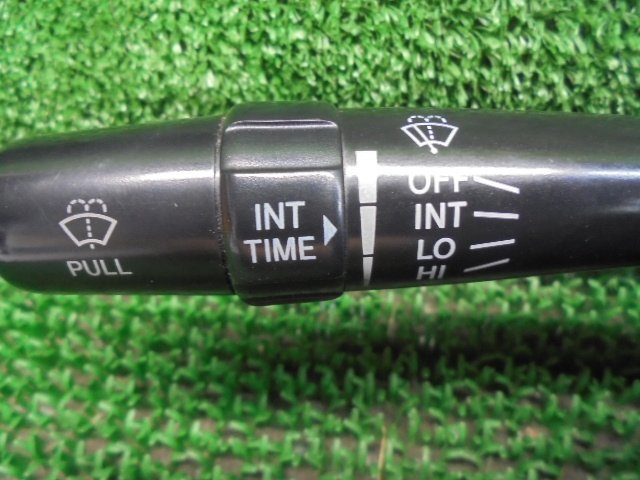 PULL
INT
TIME
OFF
INT
LO
HI